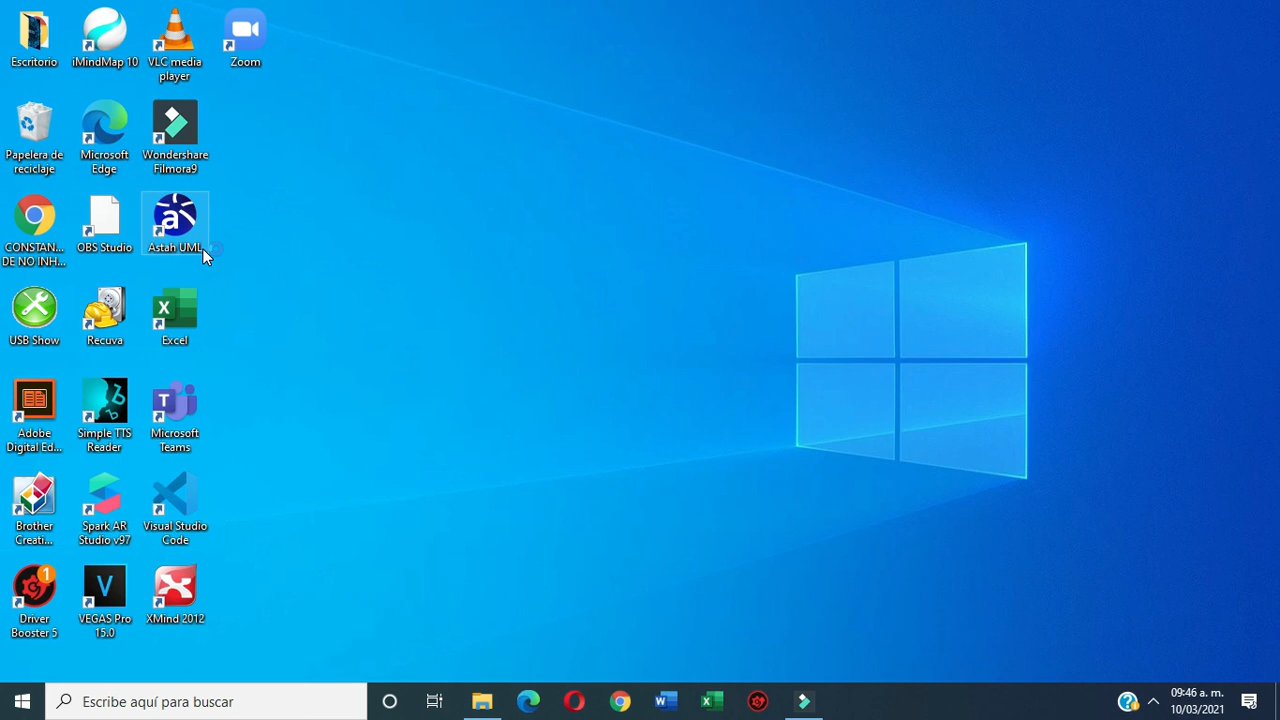 Escritorio
iMindMap 10
VLC media
player
Zoom
Papelera de
reciclaje
Microsoft
Edge
Wondershare
Filmora9
CONSTAN...
DE NO INH...
OBS Studio
Astah UML
USB Show
Recuva
Excel
Adobe
Digital Ed...
Simple TTS
Reader
Microsoft
Teams
Brother
Creati...
Spark AR
Studio v97
Visual Studio
Code
1
Driver
Booster 5
V
VEGAS Pro
15.0
XMind 2012
Escribe aquí para buscar
09:46 a. m.
10/03/2021